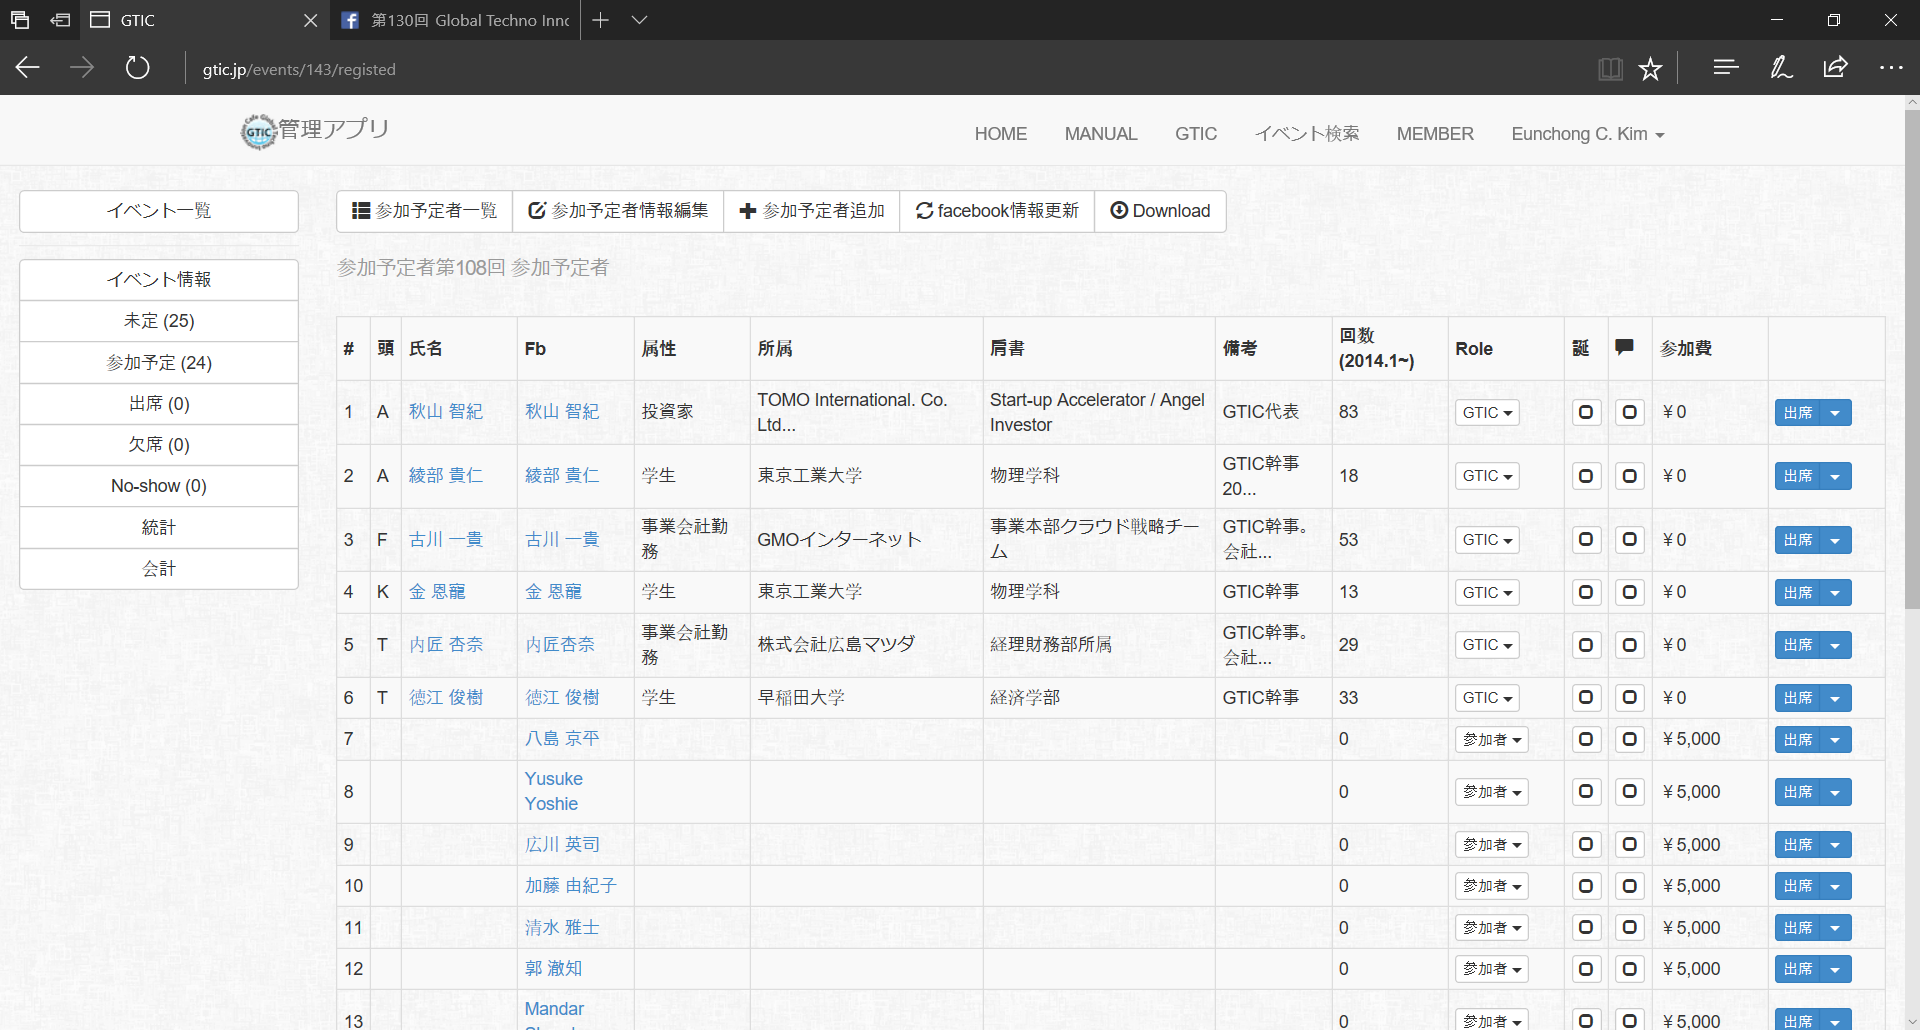 GTIC
第130回 Global Techno Inno
gtic.jp/events/143/registed
GTIC
管理アプリ
HOME MANUAL GTIC イベント検索 MEMBER Eunchong C. Kim
イベント一覧
イベント情報
未定 (25)
参加予定 (24)
出席 (0)
欠席 (0)
No-show (0)
統計
会計
参加予定者一覧 参加予定者情報編集 参加予定者追加 facebook情報更新 Download
参加予定者第108回 参加予定者
# 頭 氏名 Fb 属性 所属 肩書 備考 回数 (2014.1~) Role 誕 参加費
1 A 秋山 智紀 秋山 智紀 投資家 TOMO International. Co. Ltd... Start-up Accelerator / Angel Investor GTIC代表 83 GTIC ¥0 出席
2 A 綾部 貴仁 綾部 貴仁 学生 東京工業大学 物理学科 GTIC幹事 20... 18 GTIC ¥0 出席
3 F 古川 一貴 古川 一貴 事業会社勤務 GMOインターネット 事業本部クラウド戦略チーム GTIC幹事。会社... 53 GTIC ¥0 出席
4 K 金 恩寵 金 恩寵 学生 東京工業大学 物理学科 GTIC幹事 13 GTIC ¥0 出席
5 T 内匠 杏奈 内匠杏奈 事業会社勤務 株式会社広島マツダ 経理財務部所属 GTIC幹事。会社... 29 GTIC ¥0 出席
6 T 徳江 俊樹 徳江 俊樹 学生 早稲田大学 経済学部 GTIC幹事 33 GTIC ¥0 出席
7 八島 京平 0 参加者 ¥5,000 出席
8 Yusuke Yoshie 0 参加者 ¥5,000 出席
9 広川 英司 0 参加者 ¥5,000 出席
10 加藤 由紀子 0 参加者 ¥5,000 出席
11 清水 雅士 0 参加者 ¥5,000 出席
12 郭 澈知 0 参加者 ¥5,000 出席
13 Mandar 0 参加者 ¥5,000 出席